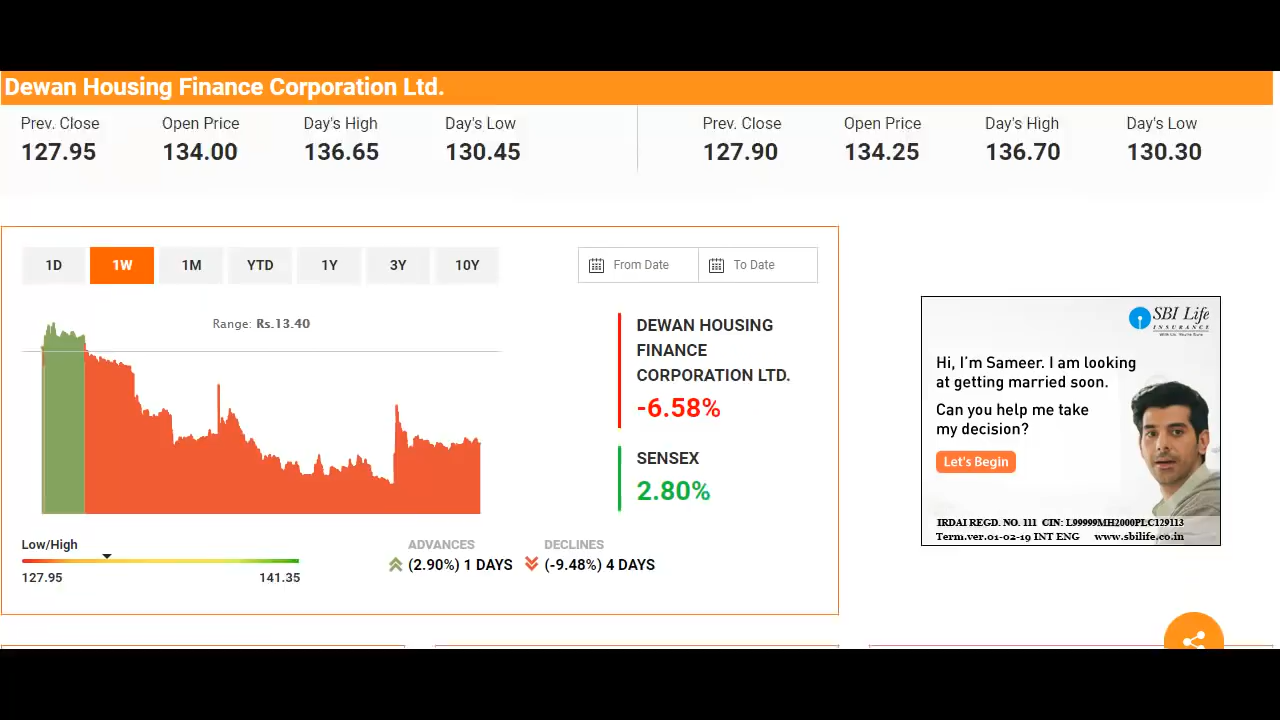 Dewan Housing Finance Corporation Ltd.
Prev. Close Open Price Day's High Day's Low Prev. Close Open Price Day's High Day's Low
127.95 134.00 136.65 130.45 127.90 134.25 136.70 130.30
1D 1W 1M YTD 1Y 3Y 10Y From Date To Date
Range: Rs.13.40
DEWAN HOUSING
FINANCE
CORPORATION LTD.
-6.58%
SENSEX
2.80%
Low/High
127.95 141.35
ADVANCES DECLINES
(2.90%) 1 DAYS (-9.48%) 4 DAYS
SBI Life
INSURANCE
Hi, I'm Sameer. I am looking
at getting married soon.
Can you help me take
my decision?
Let's Begin
IRDAI REGD. NO. 111 CIN: L99999MH2000PLC129113
Term.ver.01-02-19 INT ENG www.sbilife.co.in